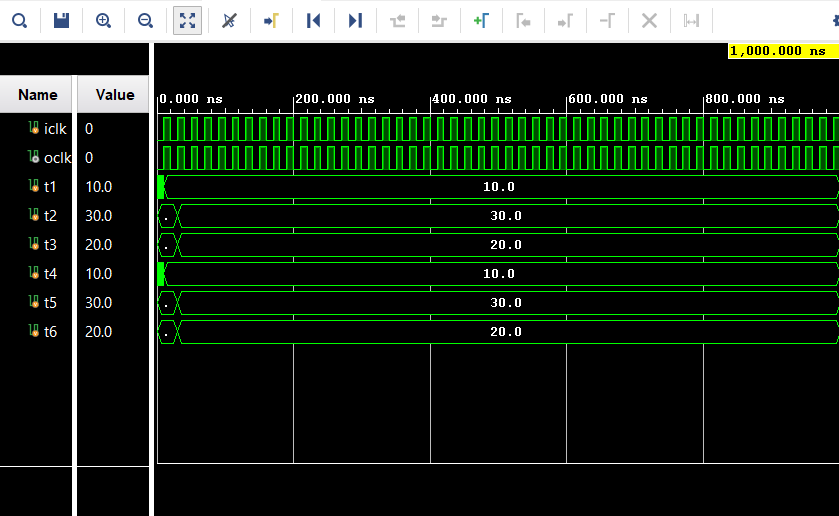 1,000.000 ns
Name Value
0.000 ns 200.000 ns 400.000 ns 600.000 ns 800.000 ns
iclk 0
oclk 0
t1 10.0 10.0
t2 30.0 . 30.0
t3 20.0 . 20.0
t4 10.0 10.0
t5 30.0 . 30.0
t6 20.0 . 20.0